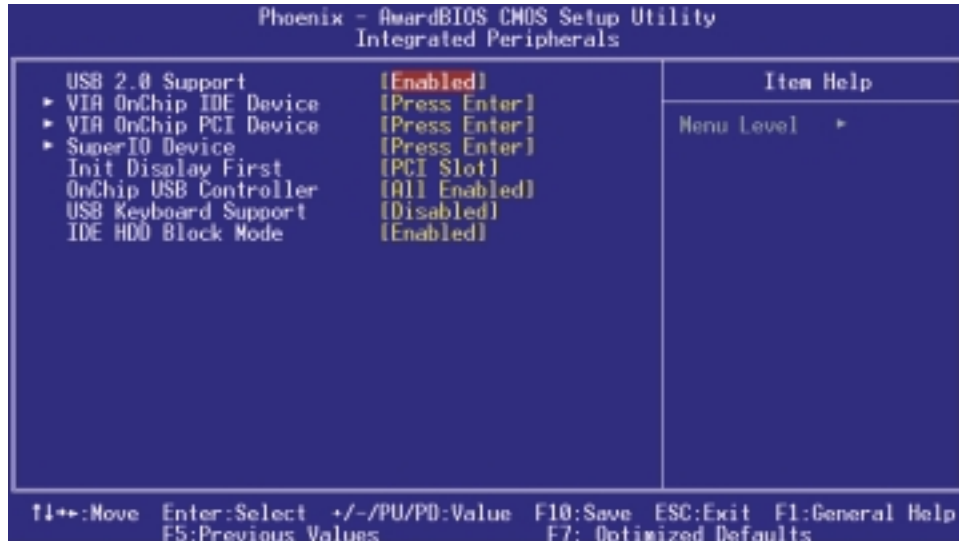 Phoenix - AwardBIOS CMOS Setup Utility
Integrated Peripherals
USB 2.0 Support [Enabled]
► VIA OnChip IDE Device [Press Enter]
► VIA OnChip PCI Device [Press Enter]
► SuperIO Device [Press Enter]
Init Display First [PCI Slot]
OnChip USB Controller [All Enabled]
USB Keyboard Support [Disabled]
IDE HDD Block Mode [Enabled]
Item Help
Menu Level ►
↑↓→←:Move Enter:Select +/-/PU/PD:Value F10:Save ESC:Exit F1:General Help
F5:Previous Values F7: Optimized Defaults